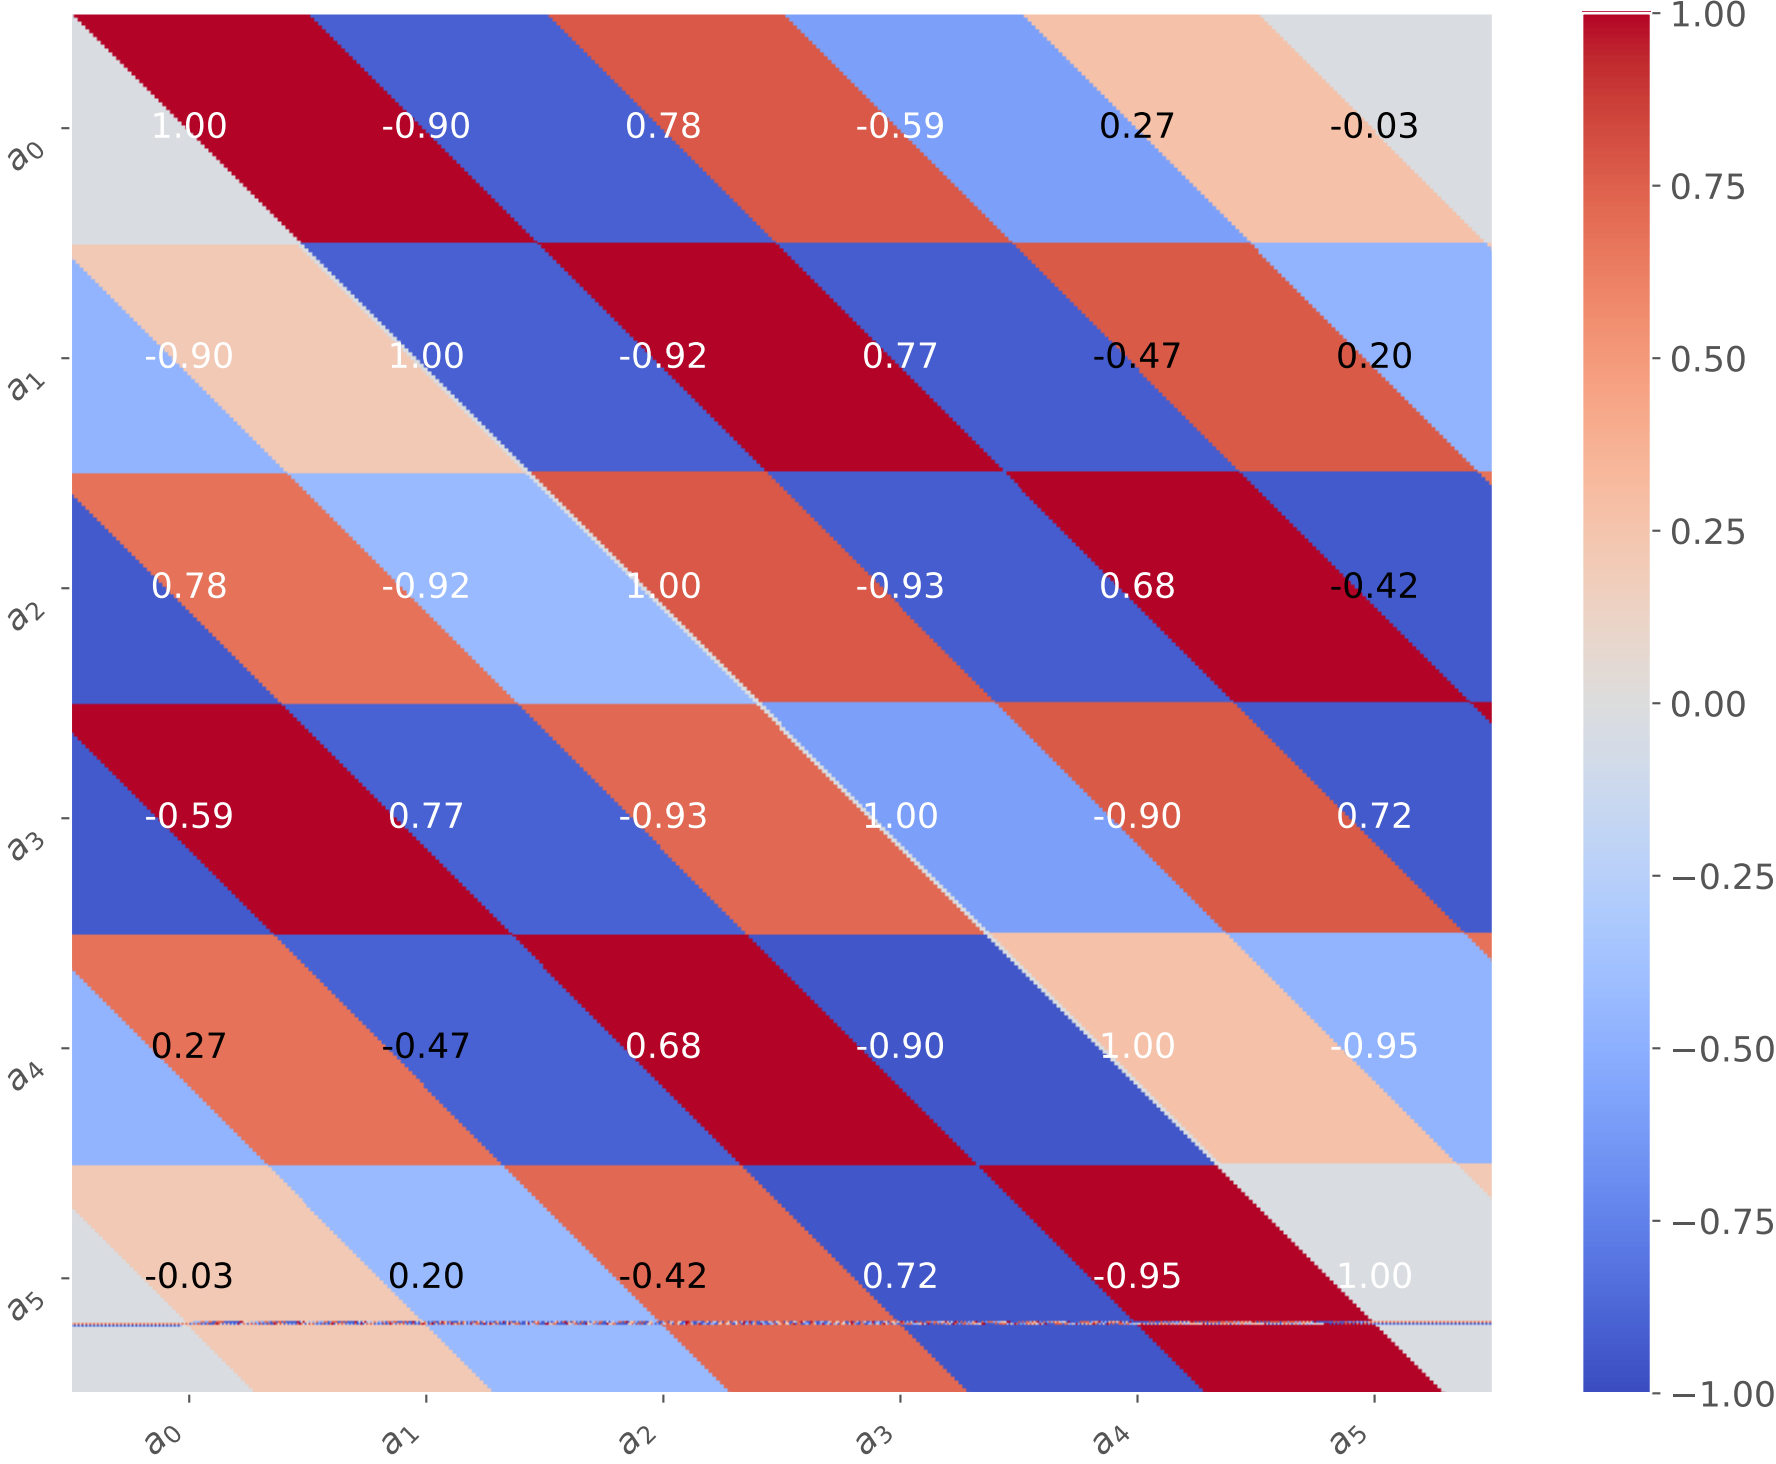 1.00
a0 1.00 -0.90 0.78 -0.59 0.27 -0.03
0.75
a1 -0.90 1.00 -0.92 0.77 -0.47 0.20 0.50
0.25
a2 0.78 -0.92 1.00 -0.93 0.68 -0.42
0.00
a3 -0.59 0.77 -0.93 1.00 -0.90 0.72
−0.25
a4 0.27 -0.47 0.68 -0.90 1.00 -0.95 −0.50
−0.75
a5 -0.03 0.20 -0.42 0.72 -0.95 1.00
−1.00
a0 a1 a2 a3 a4 a5